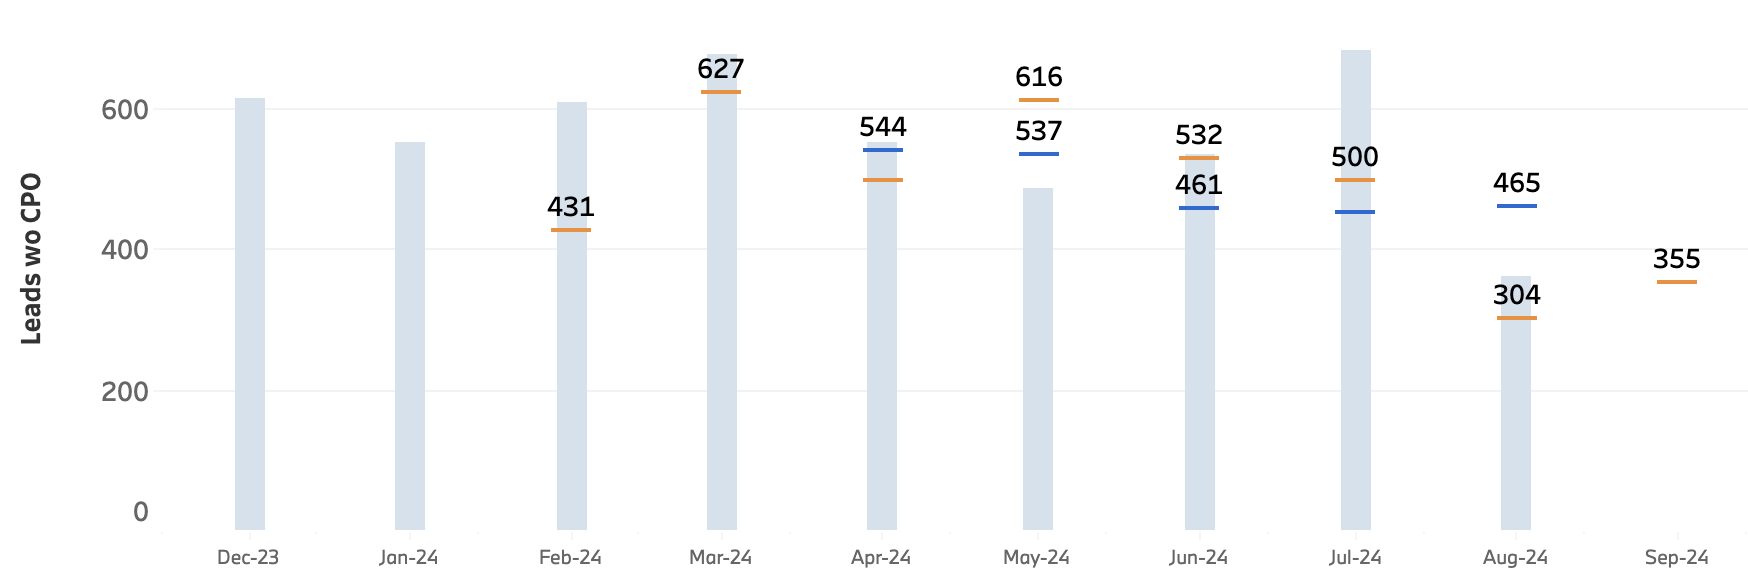 Leads wo CPO
600
400
200
0
431
627
544
616
537
532
461
500
465
304
355
Dec-23
Jan-24
Feb-24
Mar-24
Apr-24
May-24
Jun-24
Jul-24
Aug-24
Sep-24